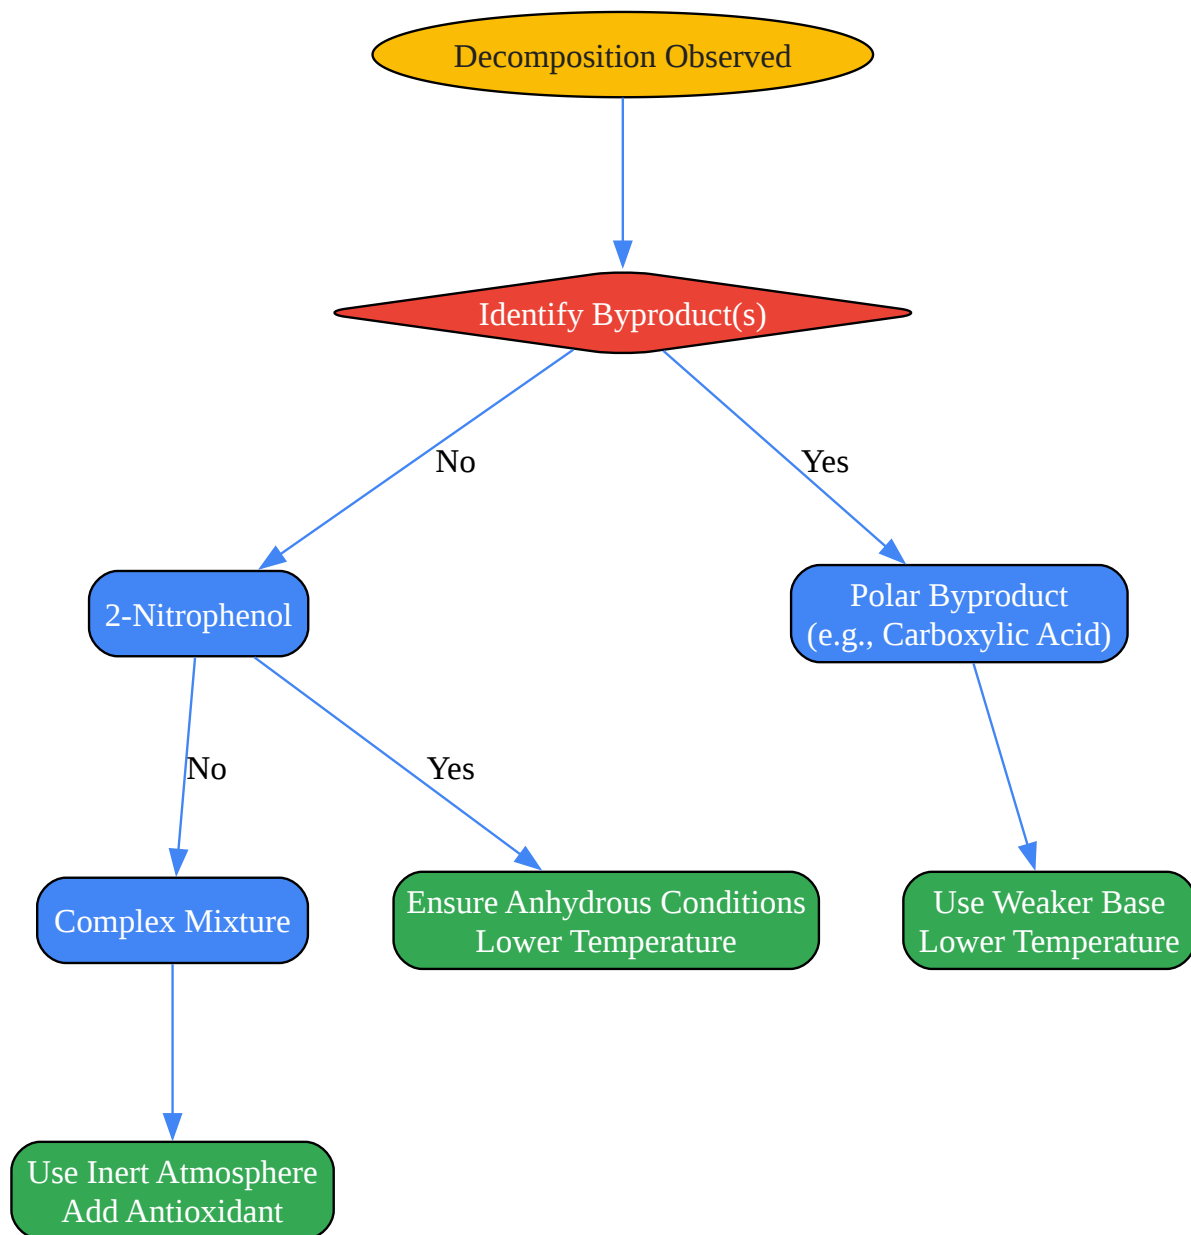 Decomposition Observed
Identify Byproduct(s)
No
Yes
2-Nitrophenol
Polar Byproduct
(e.g., Carboxylic Acid)
No
Yes
Complex Mixture
Ensure Anhydrous Conditions
Lower Temperature
Use Weaker Base
Lower Temperature
Use Inert Atmosphere
Add Antioxidant